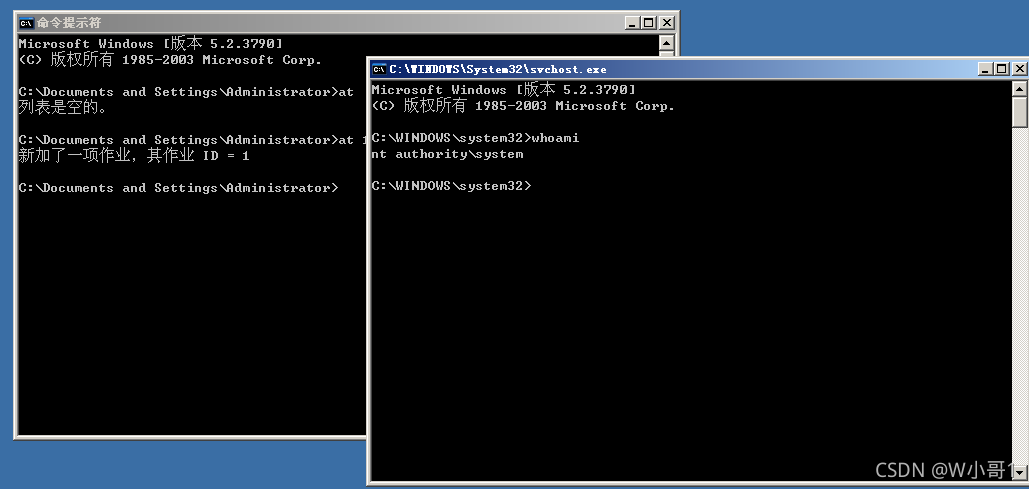 命令提示符
Microsoft Windows [版本 5.2.3790]
(C) 版权所有 1985-2003 Microsoft Corp.
C:\Documents and Settings\Administrator>at
列表是空的。
C:\Documents and Settings\Administrator>at
新加了一项作业，其作业 ID = 1
C:\Documents and Settings\Administrator>
C:\WINDOWS\System32\svchost.exe
Microsoft Windows [版本 5.2.3790]
(C) 版权所有 1985-2003 Microsoft Corp.
C:\WINDOWS\system32>whoami
nt authority\system
C:\WINDOWS\system32>
CSDN @W小哥1